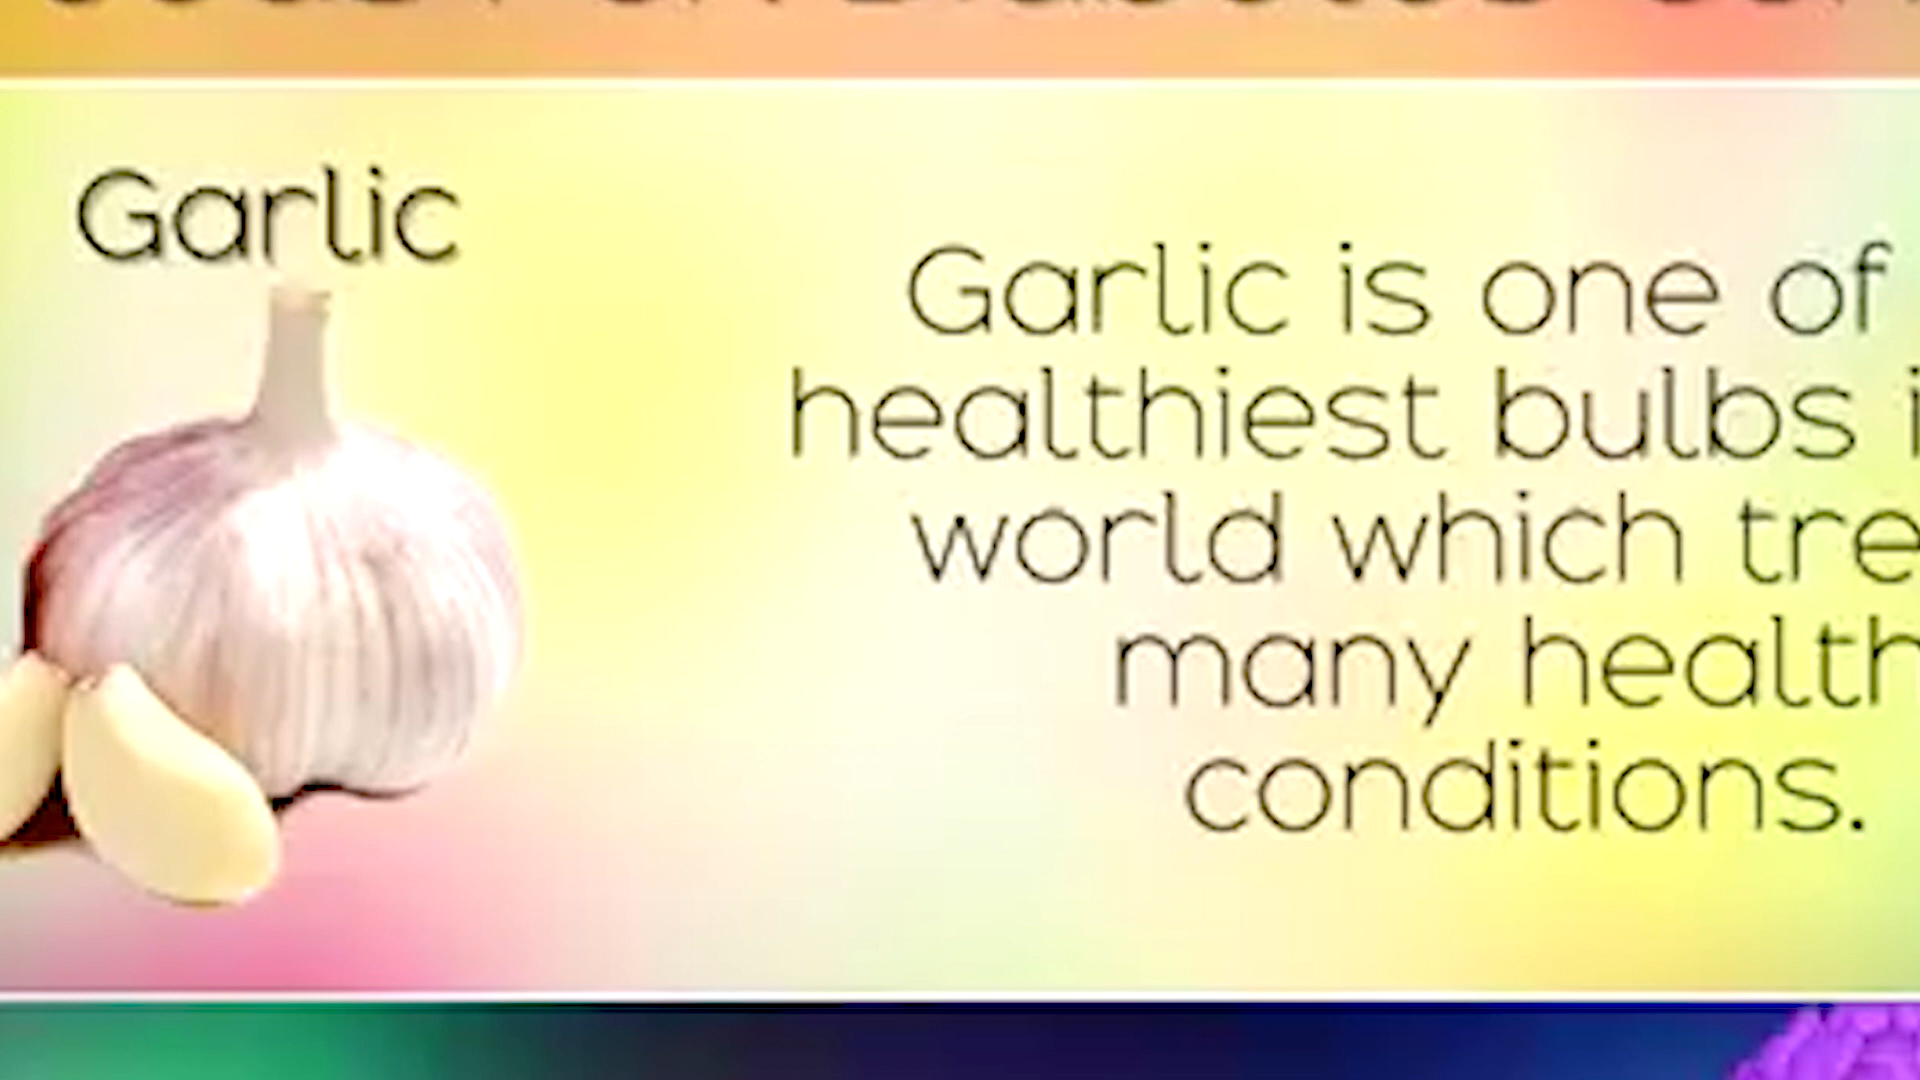 Garlic
Garlic is one of
healthiest bulbs
world which
many health
conditions.